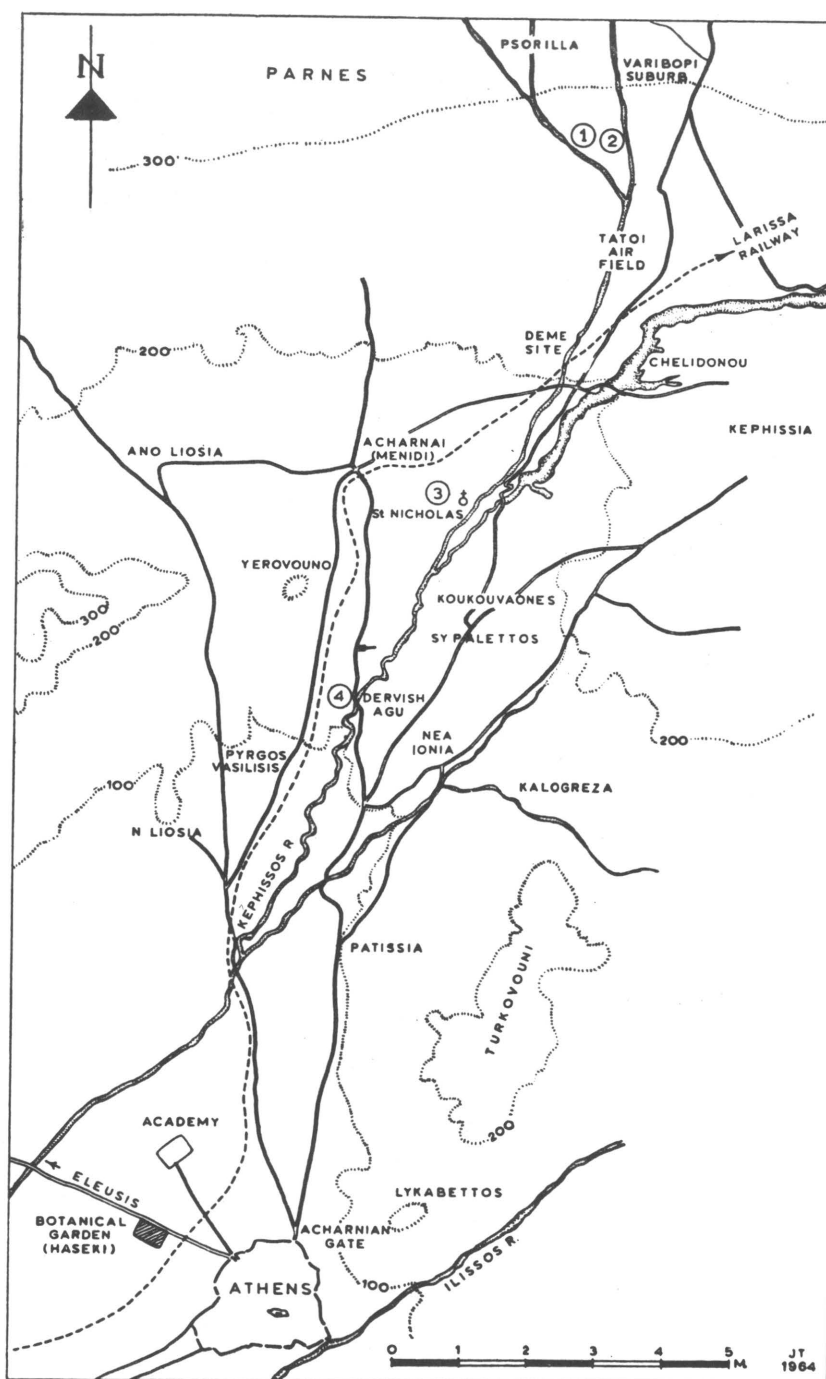 PSORILLA
N
PARNES
VARIBOPI
SUBURB
1
2
300'
TATOI
AIR
FIELD
LARISSA
RAILWAY
DEME
SITE
200
CHELIDONOU
ANO LIOSIA
ACHARNAI
(MENIDI)
KEPHISSIA
3
St NICHOLAS
YEROVOUNO
300
200
KOUKOUVAONES
SYPALETTOS
4
DERVISH
AGU
NEA
IONIA
200
PYRGOS
VASILISIS
100
KALOGREZA
N LIOSIA
KEPHISSOS R
PATISSIA
TURKOVOUNI
200
ACADEMY
ELEUSIS
LYKABETTOS
BOTANICAL
GARDEN
(HASEKI)
ACHARNIAN
GATE
100
ILISSOS R.
ATHENS
0 1 2 3 4 5
M.
JT
1964